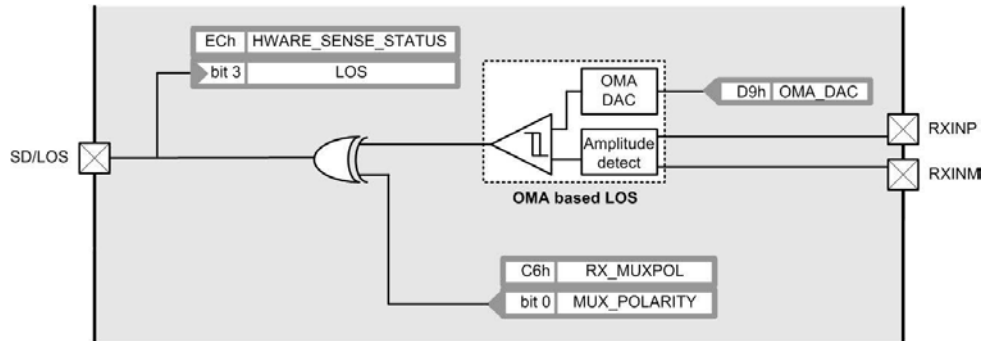 ECh HWARE_SENSE_STATUS
bit 3 LOS
OMA
DAC
D9h OMA_DAC
Amplitude
detect
RXINP
RXINM
SD/LOS
OMA based LOS
C6h RX_MUXPOL
bit 0 MUX_POLARITY